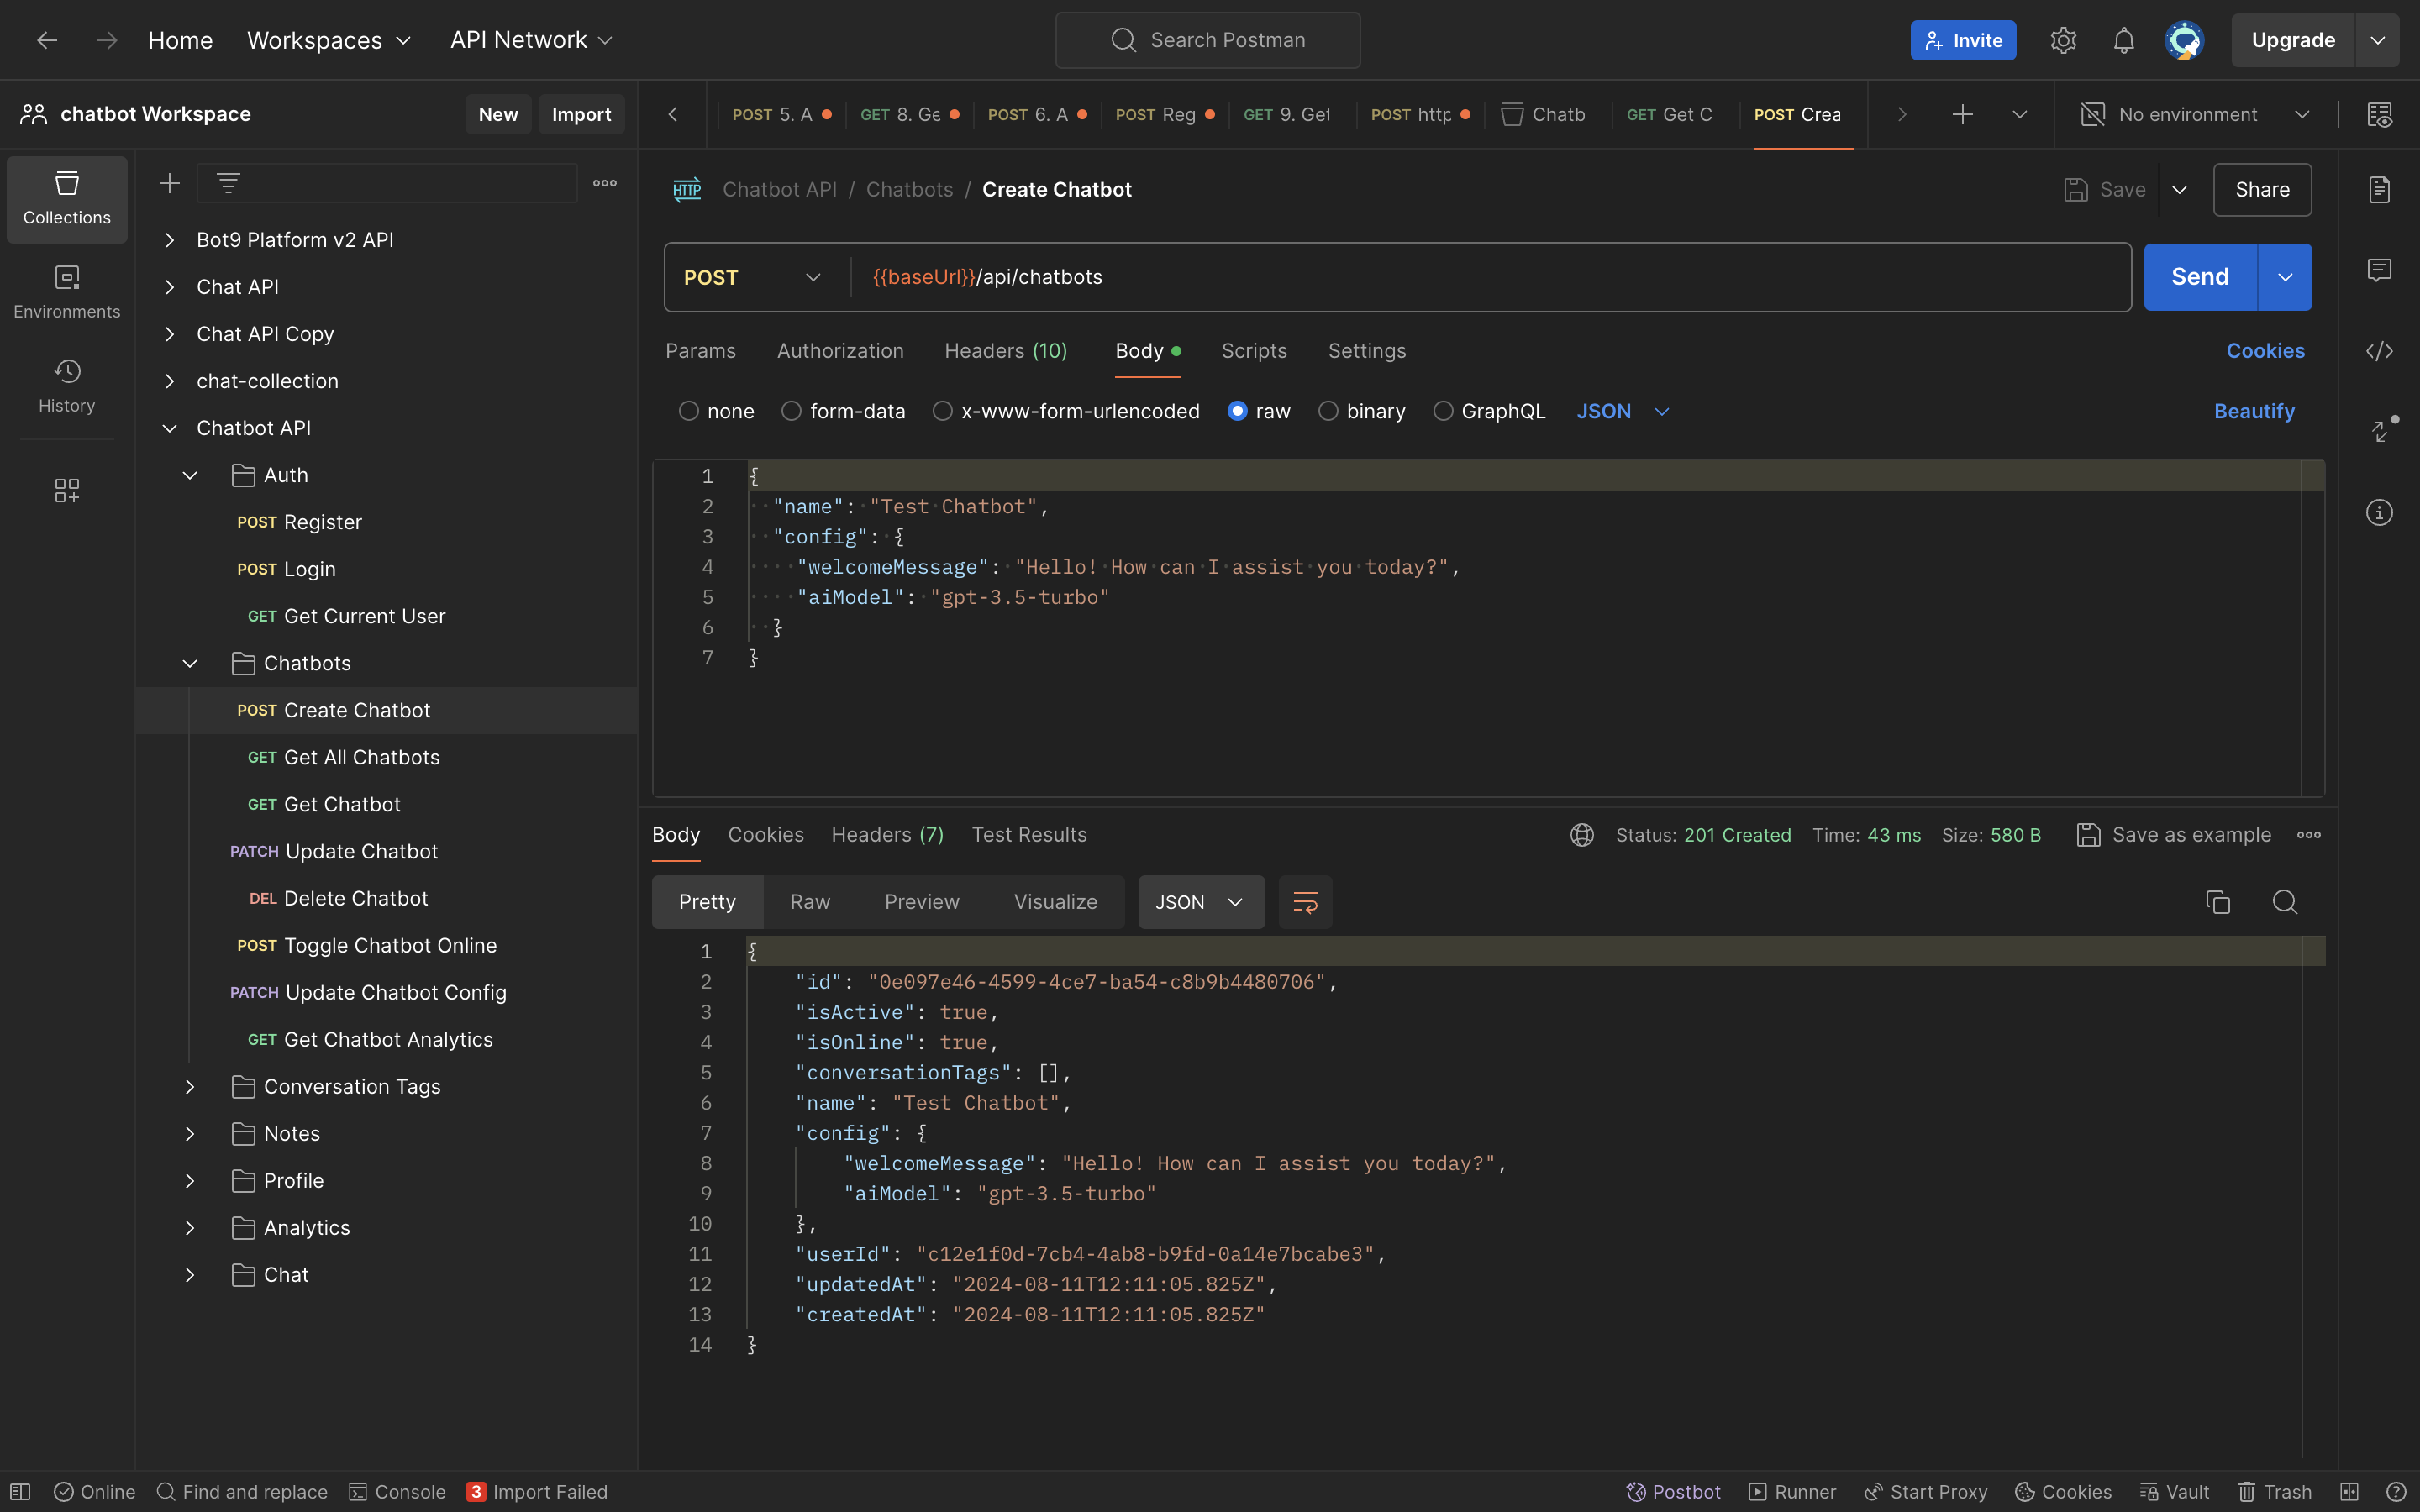 Home Workspaces API Network Search Postman Invite Upgrade
chatbot Workspace New Import
POST 5. A GET 8. Ge POST 6. A POST Reg GET 9. Get POST http Chatb GET Get C POST Crea No environment
Collections
Environments
History
Bot9 Platform v2 API
Chat API
Chat API Copy
chat-collection
Chatbot API
Auth
POST Register
POST Login
GET Get Current User
Chatbots
POST Create Chatbot
GET Get All Chatbots
GET Get Chatbot
PATCH Update Chatbot
DEL Delete Chatbot
POST Toggle Chatbot Online
PATCH Update Chatbot Config
GET Get Chatbot Analytics
Conversation Tags
Notes
Profile
Analytics
Chat
HTTP Chatbot API / Chatbots / Create Chatbot Save Share
POST {{baseUrl}}/api/chatbots Send
Params Authorization Headers (10) Body Scripts Settings Cookies
none form-data x-www-form-urlencoded raw binary GraphQL JSON Beautify
1 {
2 "name": "Test Chatbot",
3 "config": {
4 "welcomeMessage": "Hello! How can I assist you today?",
5 "aiModel": "gpt-3.5-turbo"
6 }
7 }
Body Cookies Headers (7) Test Results Status: 201 Created Time: 43 ms Size: 580 B Save as example
Pretty Raw Preview Visualize JSON
1 {
2 "id": "0e097e46-4599-4ce7-ba54-c8b9b4480706",
3 "isActive": true,
4 "isOnline": true,
5 "conversationTags": [],
6 "name": "Test Chatbot",
7 "config": {
8 "welcomeMessage": "Hello! How can I assist you today?",
9 "aiModel": "gpt-3.5-turbo"
10 },
11 "userId": "c12e1f0d-7cb4-4ab8-b9fd-0a14e7bcabe3",
12 "updatedAt": "2024-08-11T12:11:05.825Z",
13 "createdAt": "2024-08-11T12:11:05.825Z"
14 }
Online Find and replace Console 3 Import Failed Postbot Runner Start Proxy Cookies Vault Trash